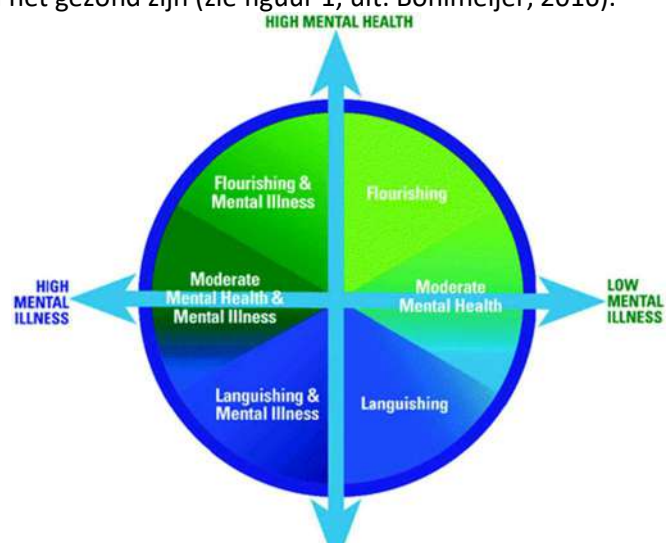 het gezond zijn (zie figuur 1, uit: Bohlmeijer, 2016).
HIGH MENTAL HEALTH
Flourishing &
Mental Illness
Flourishing
HIGH
MENTAL
ILLNESS
Moderate
Mental Health &
Mental Illness
Moderate
Mental Health
LOW
MENTAL
ILLNESS
Languishing &
Mental Illness
Languishing